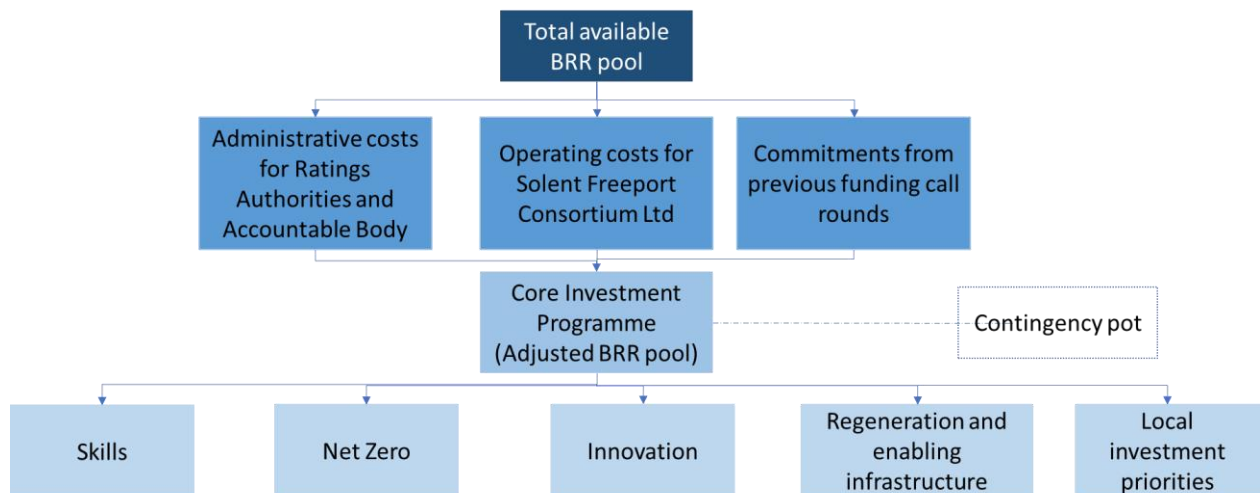 Total available
BRR pool
Administrative costs
for Ratings
Authorities and
Accountable Body
Operating costs for
Solent Freeport
Consortium Ltd
Commitments from
previous funding call
rounds
Core Investment
Programme
(Adjusted BRR pool)
Contingency pot
Skills
Net Zero
Innovation
Regeneration and
enabling
infrastructure
Local
investment
priorities